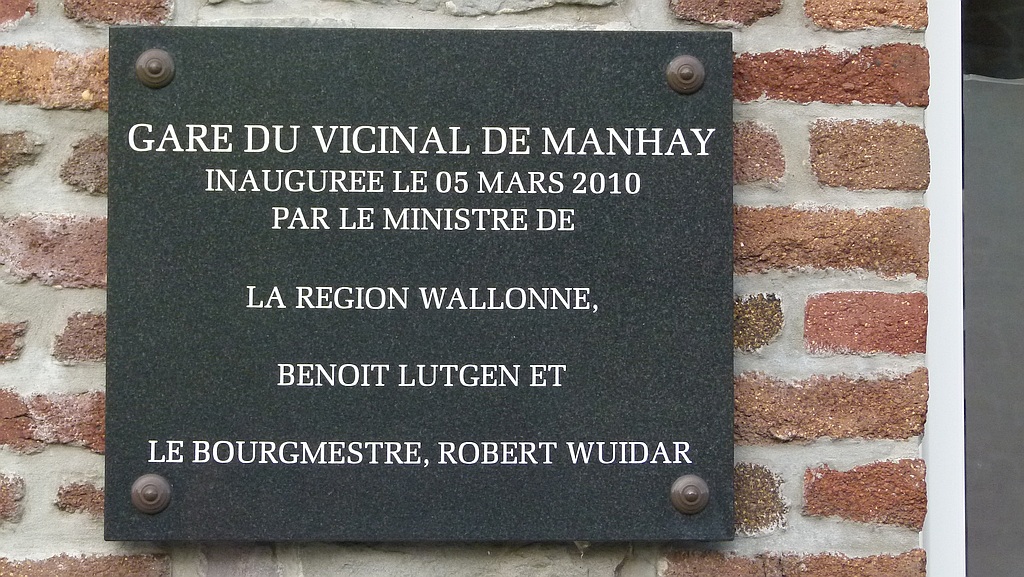 GARE DU VICINAL DE MANHAY
INAUGUREE LE 05 MARS 2010
PAR LE MINISTRE DE
LA REGION WALLONNE,
BENOIT LUTGEN ET
LE BOURGMESTRE, ROBERT WUIDAR